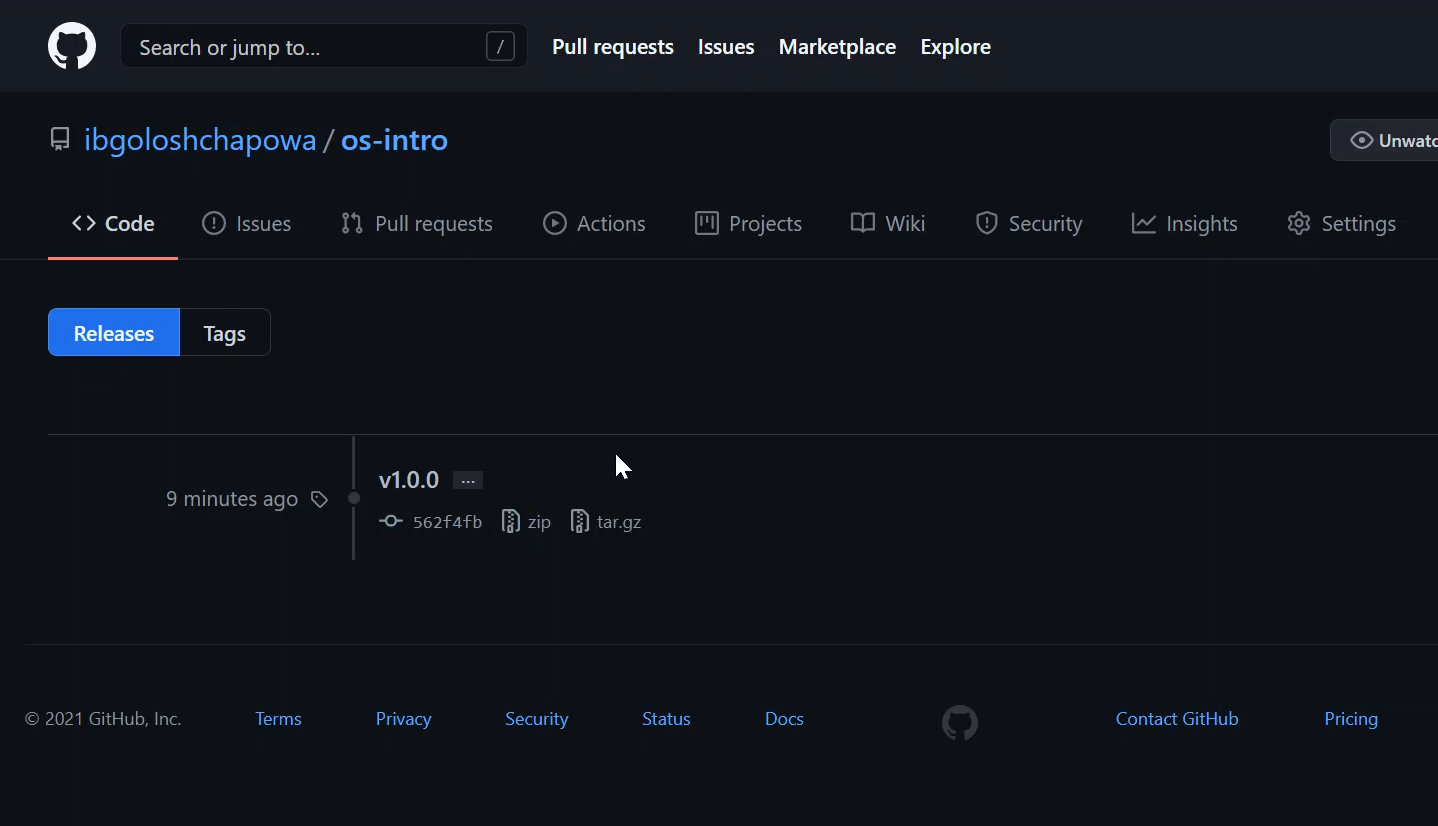 Search or jump to... / Pull requests Issues Marketplace Explore
ibgoloshchapowa / os-intro Unwatc
Code Issues Pull requests Actions Projects Wiki Security Insights Settings
Releases Tags
v1.0.0 ...
9 minutes ago
562f4fb zip tar.gz
© 2021 GitHub, Inc. Terms Privacy Security Status Docs Contact GitHub Pricing